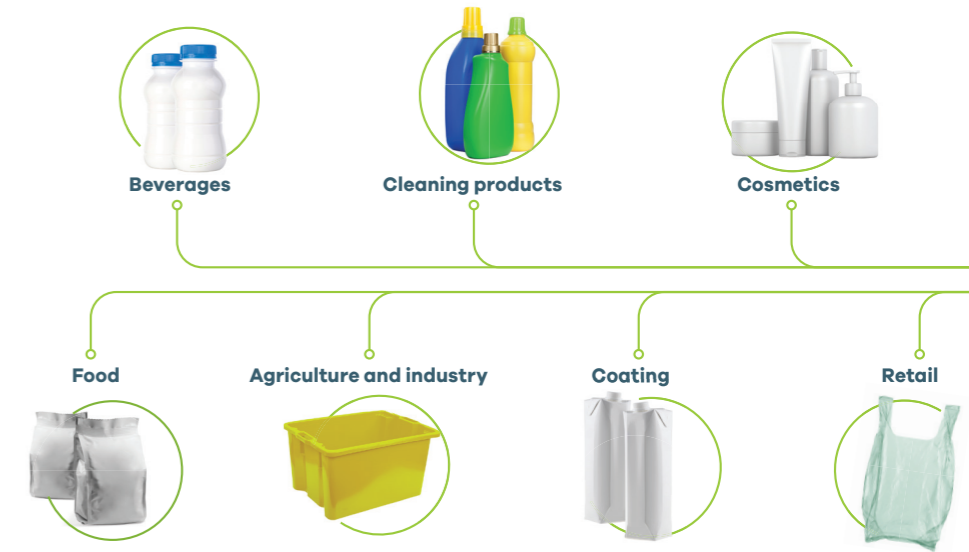 Beverages
Cleaning products
Cosmetics
Food
Agriculture and industry
Coating
Retail